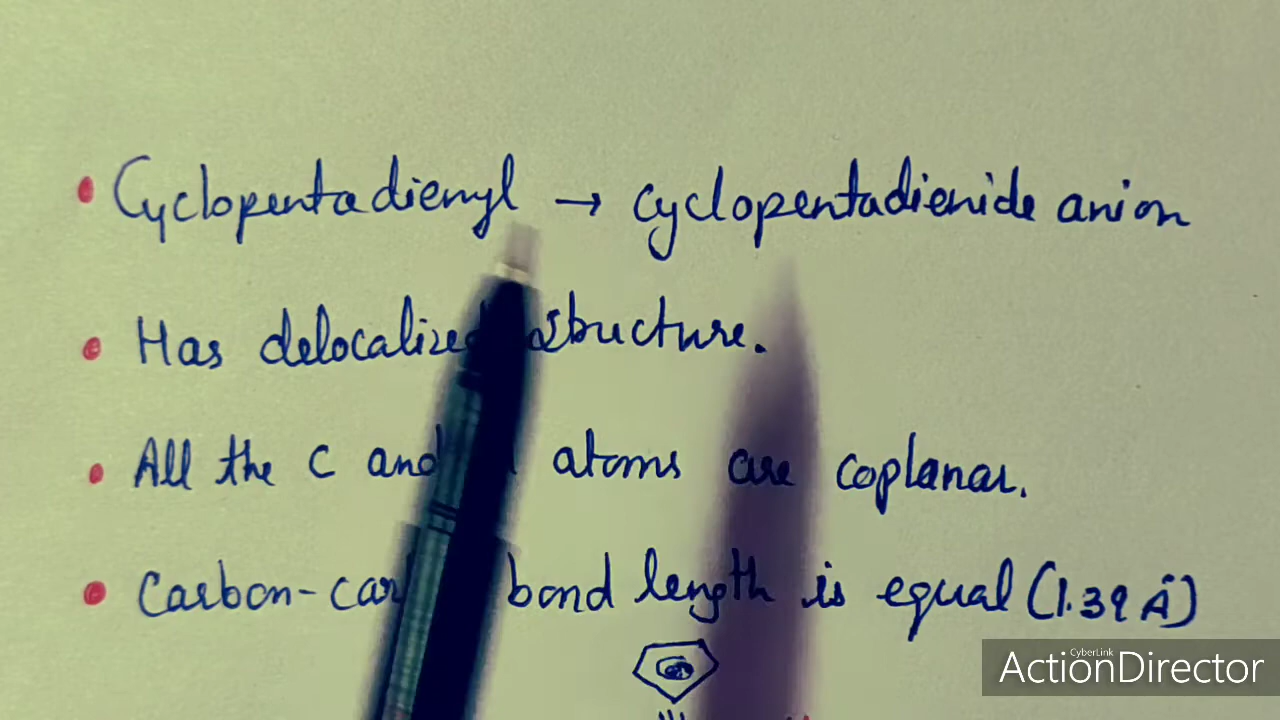 • Cyclopentadienyl → cyclopentadienide anion
• Has delocalized structure.
• All the C and atoms are coplanar.
• Carbon-car bond length is equal (1.39 Å)
CyberLink
ActionDirector